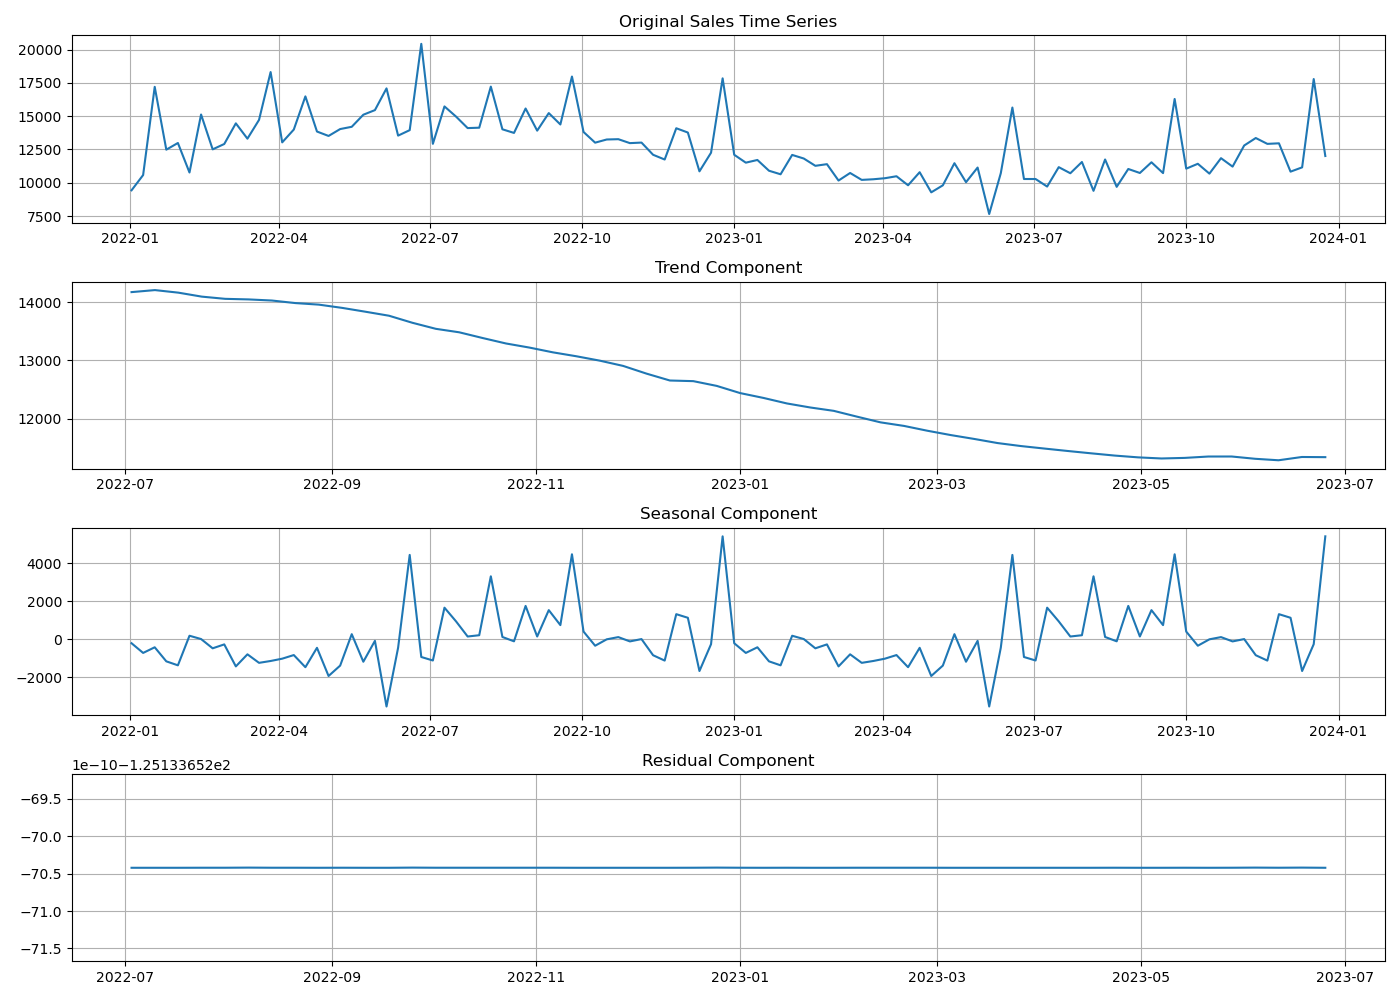 Original Sales Time Series
20000
17500
15000
12500
10000
7500
2022-01 2022-04 2022-07 2022-10 2023-01 2023-04 2023-07 2023-10 2024-01
Trend Component
14000
13000
12000
2022-07 2022-09 2022-11 2023-01 2023-03 2023-05 2023-07
Seasonal Component
4000
2000
0
−2000
2022-01 2022-04 2022-07 2022-10 2023-01 2023-04 2023-07 2023-10 2024-01
Residual Component
1e−10−1.25133652e2
−69.5
−70.0
−70.5
−71.0
−71.5
2022-07 2022-09 2022-11 2023-01 2023-03 2023-05 2023-07